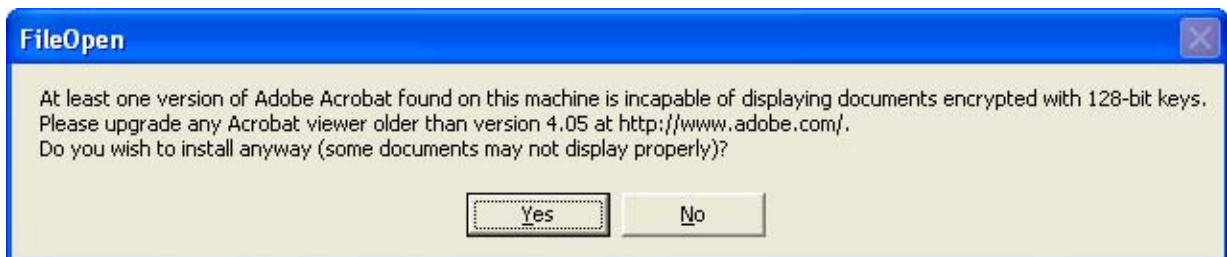 FileOpen
At least one version of Adobe Acrobat found on this machine is incapable of displaying documents encrypted with 128-bit keys.
Please upgrade any Acrobat viewer older than version 4.05 at http://www.adobe.com/.
Do you wish to install anyway (some documents may not display properly)?
Yes No